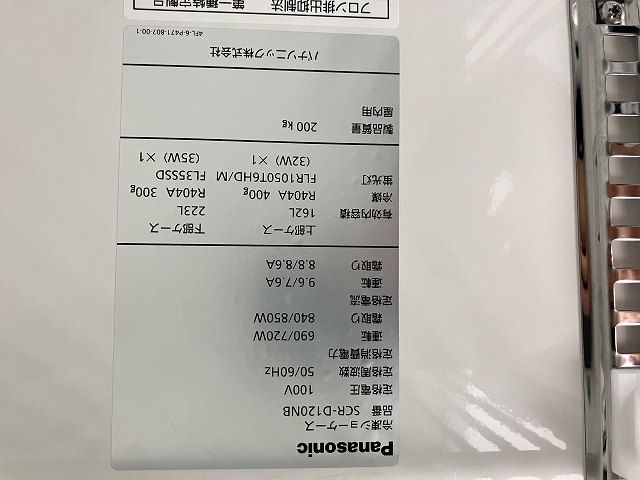 Panasonic
冷凍ショーケース
品番 SCR-D120NB
定格電圧 100V
定格周波数 50/60Hz
定格消費電力
運転 690/720W
霜取り 840/850W
定格電流
運転 9.6/7.6A
霜取り 8.8/8.6A
上部ケース 下部ケース
有効内容積 162L 223L
冷媒 R404A 400g R404A 300g
蛍光灯 FLR1050T6HD/M FL35SSD
(32W) ×1 (35W) ×1
製品質量 200kg
屋内用
パナソニック株式会社
4FL-6-P471-807-00-1
フロン排出抑制法 第一種特定製品